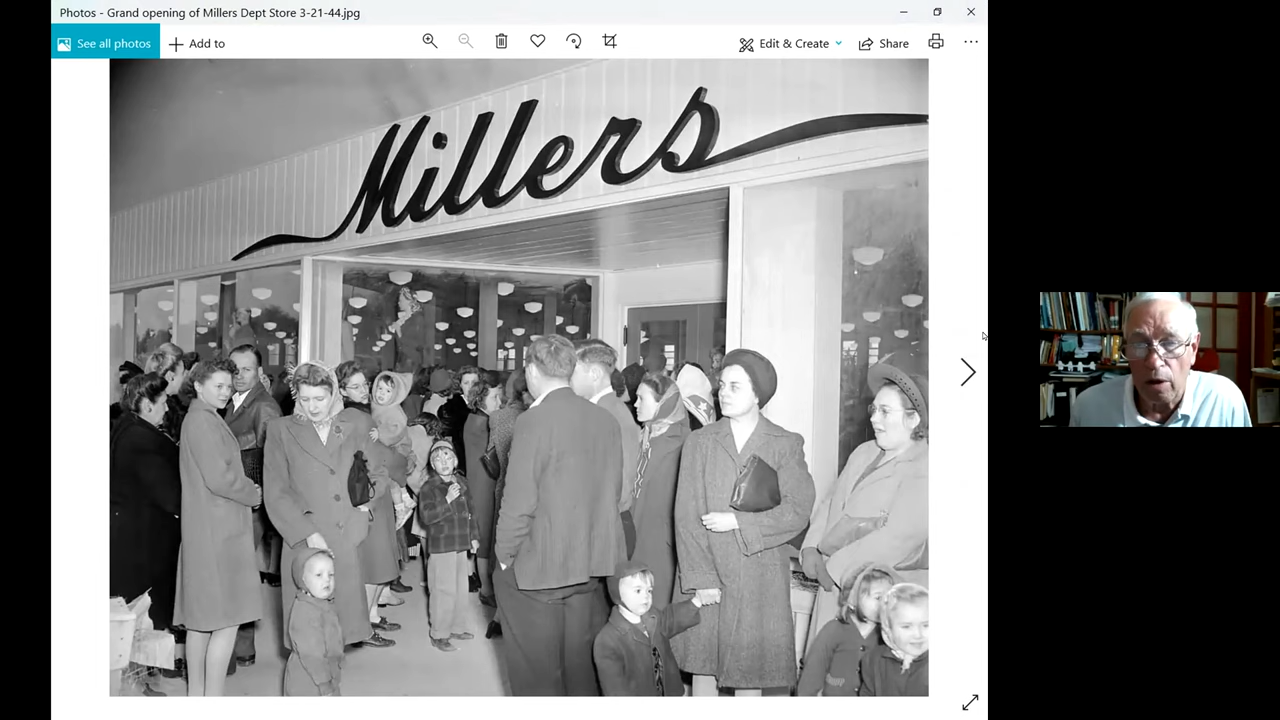 Photos - Grand opening of Millers Dept Store 3-21-44.jpg
See all photos
Add to
Edit & Create
Share
Millers